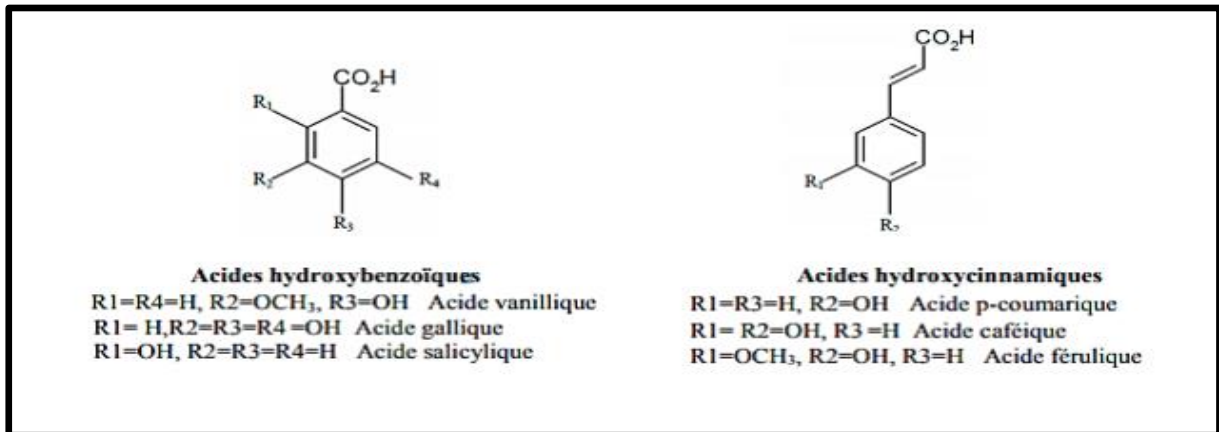 CO₂H
R₁
R₂
R₃
R₄
Acides hydroxybenzoïques
R1=R4=H, R2=OCH₃, R3=OH Acide vanillique
R1= H,R2=R3=R4 =OH Acide gallique
R1=OH, R2=R3=R4=H Acide salicylique
CO₂H
R₁
R₂
Acides hydroxycinnamiques
R1=R3=H, R2=OH Acide p-coumarique
R1= R2=OH, R3 =H Acide caféique
R1=OCH₃, R2=OH, R3=H Acide férulique